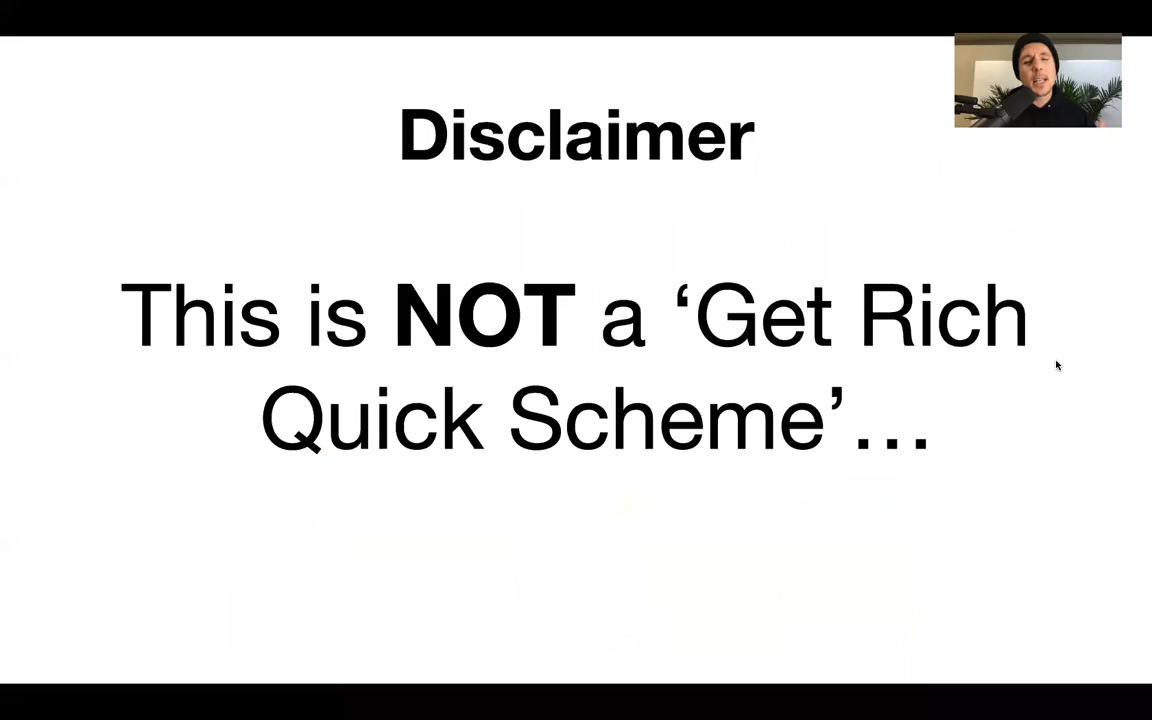 Disclaimer
This is NOT a ‘Get Rich
Quick Scheme’...